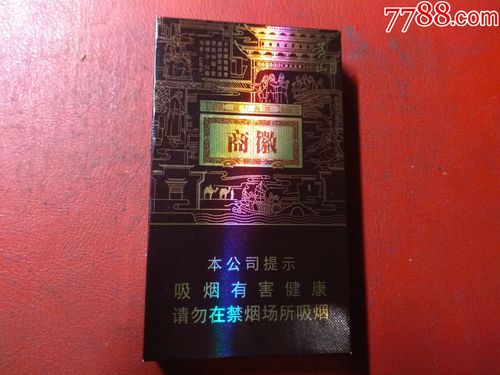 7788.com
商徽
本公司提示
吸烟有害健康
请勿在禁烟场所吸烟